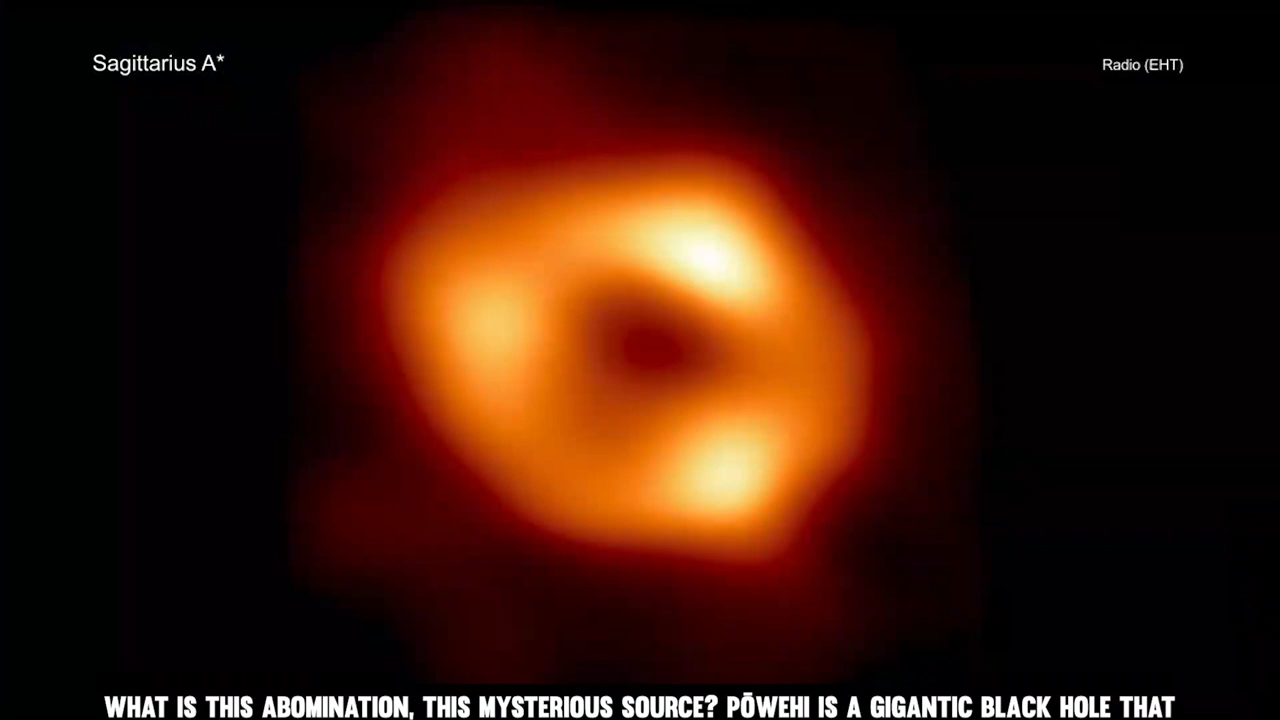 Sagittarius A*
Radio (EHT)
WHAT IS THIS ABOMINATION, THIS MYSTERIOUS SOURCE? PŌWEHI IS A GIGANTIC BLACK HOLE THAT